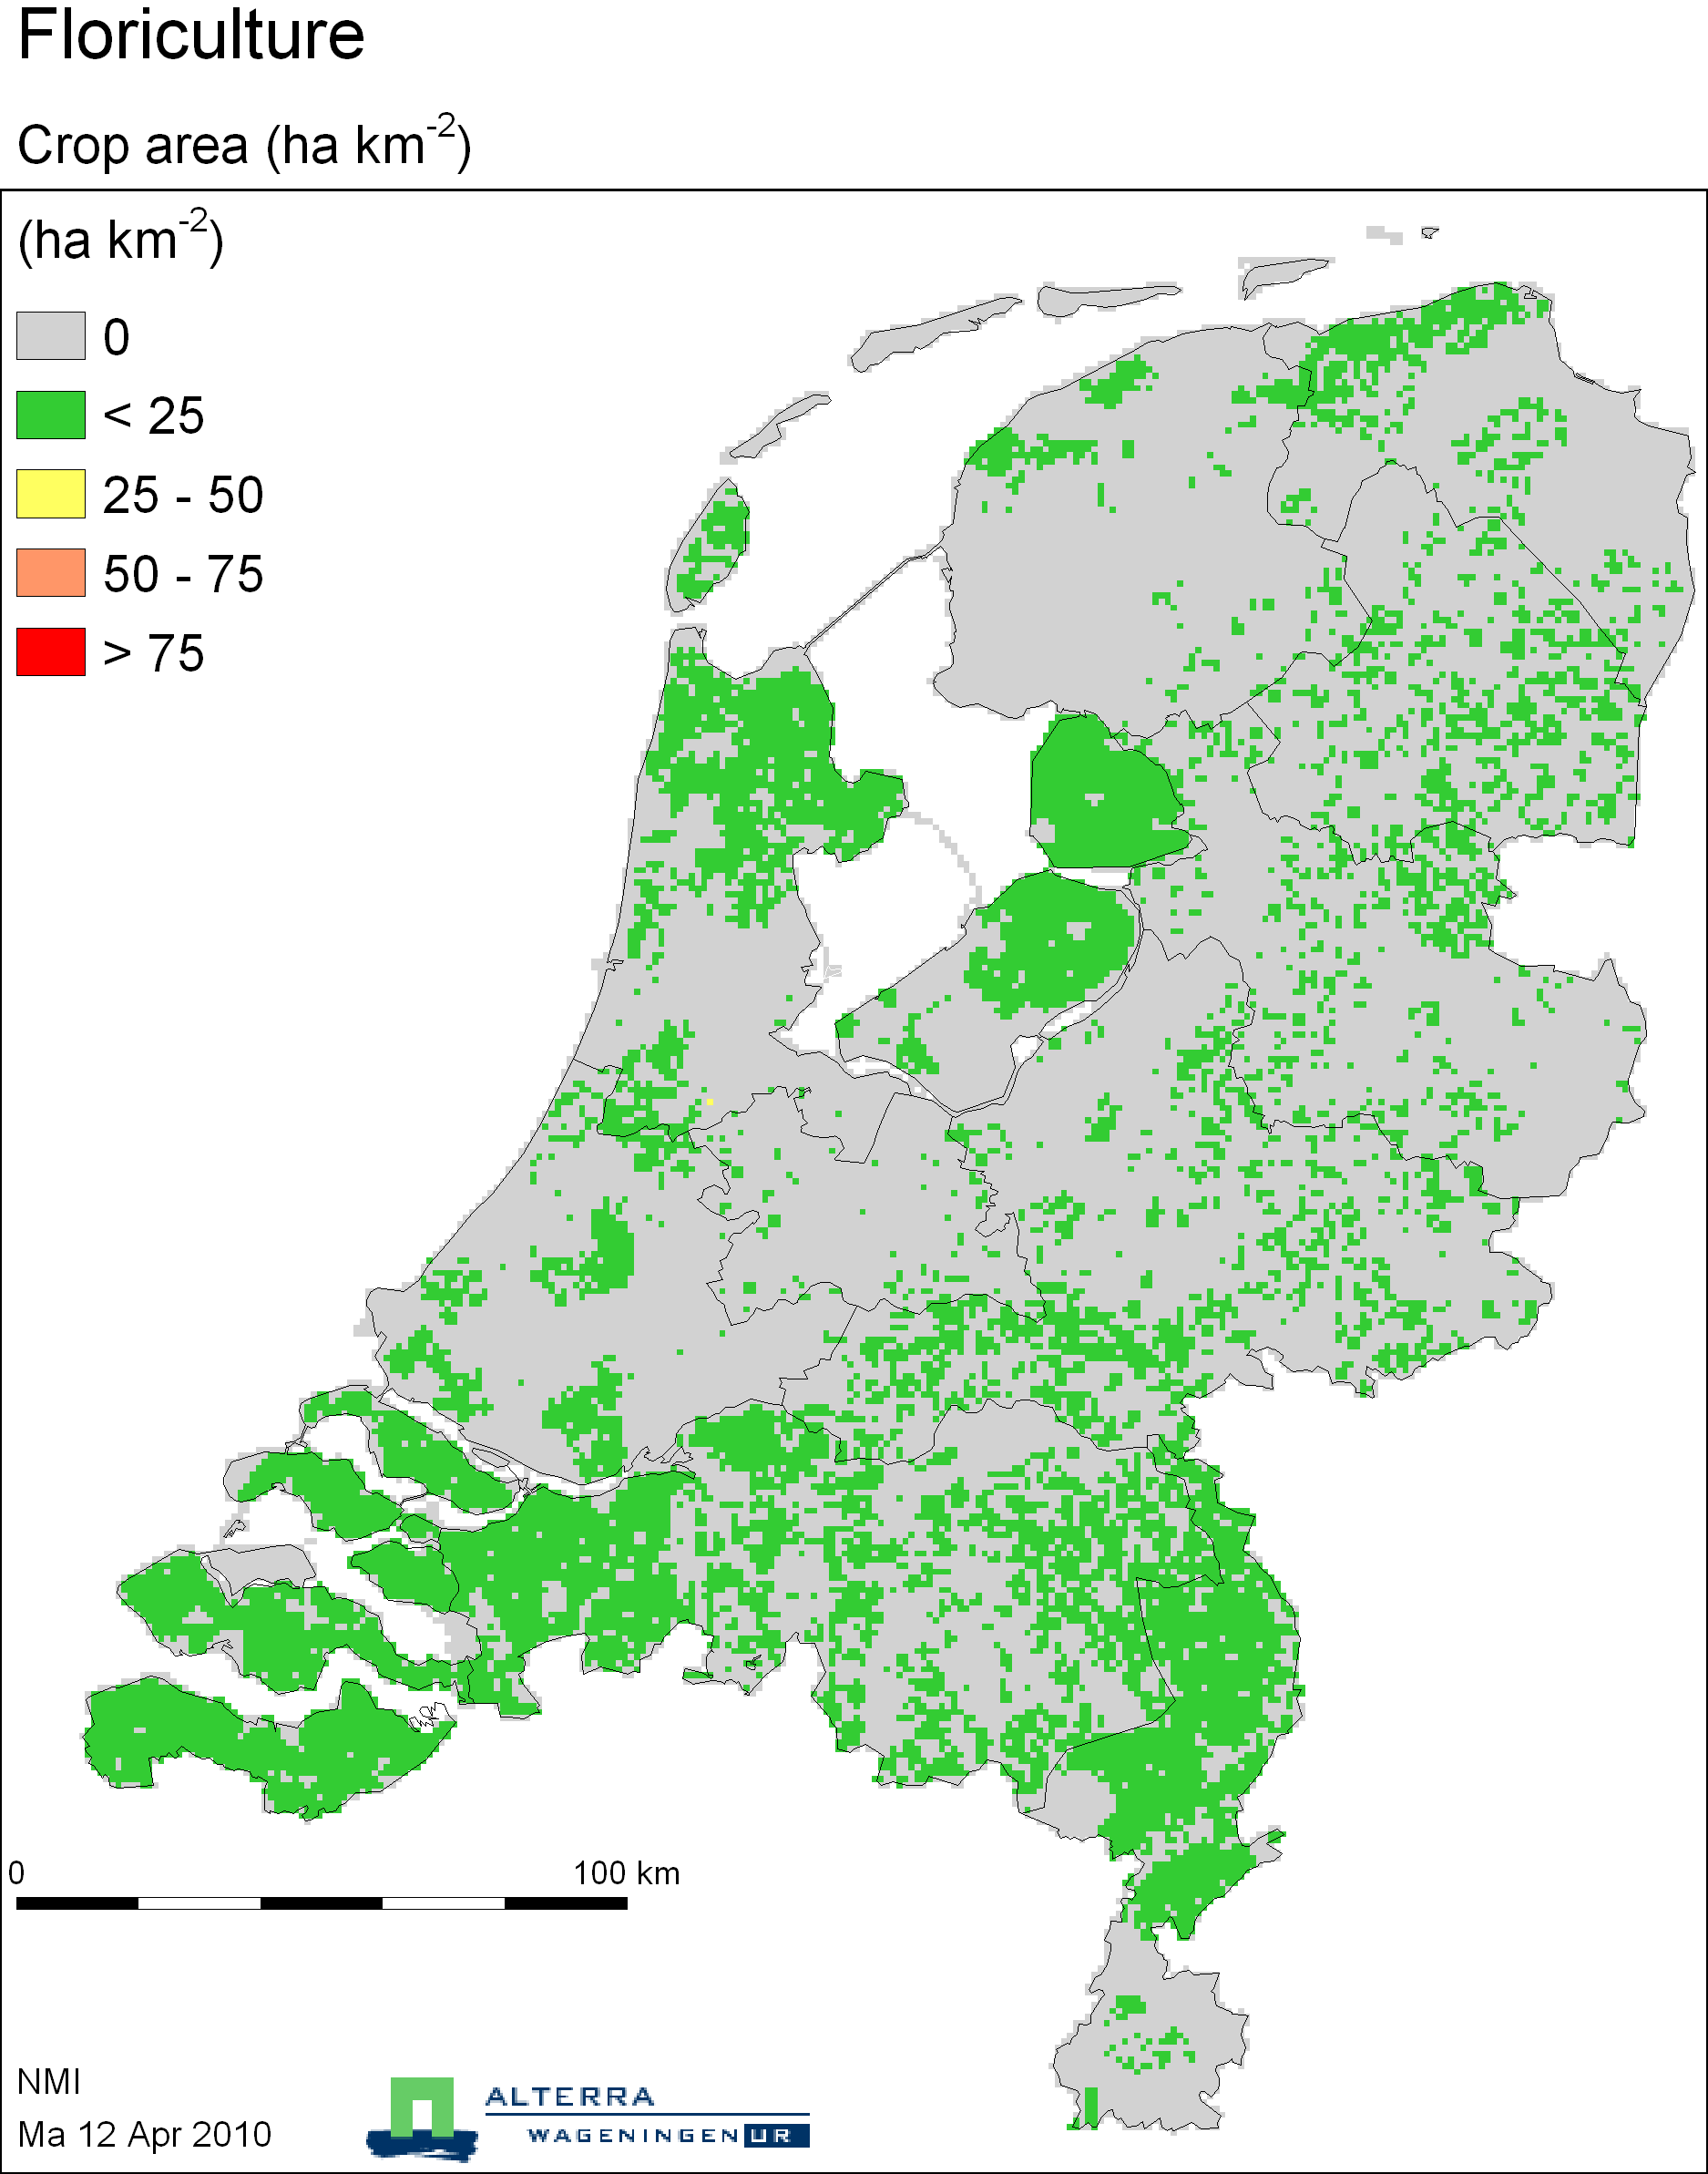 Floriculture
Crop area (ha km-2)
(ha km-2)
0
< 25
25 - 50
50 - 75
> 75
0 100 km
NMI
Ma 12 Apr 2010
ALTERRA
WAGENINGEN UR